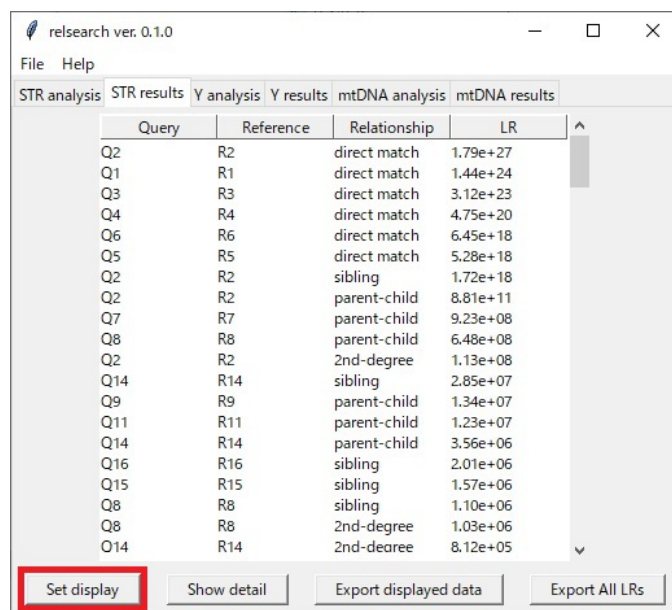 relsearch ver. 0.1.0
File Help
STR analysis STR results Y analysis Y results mtDNA analysis mtDNA results
Query Reference Relationship LR
Q2 R2 direct match 1.79e+27
Q1 R1 direct match 1.44e+24
Q3 R3 direct match 3.12e+23
Q4 R4 direct match 4.75e+20
Q6 R6 direct match 6.45e+18
Q5 R5 direct match 5.28e+18
Q2 R2 sibling 1.72e+18
Q2 R2 parent-child 8.81e+11
Q7 R7 parent-child 9.23e+08
Q8 R8 parent-child 6.48e+08
Q2 R2 2nd-degree 1.13e+08
Q14 R14 sibling 2.85e+07
Q9 R9 parent-child 1.34e+07
Q11 R11 parent-child 1.23e+07
Q14 R14 parent-child 3.56e+06
Q16 R16 sibling 2.01e+06
Q15 R15 sibling 1.57e+06
Q8 R8 sibling 1.10e+06
Q8 R8 2nd-degree 1.03e+06
Q14 R14 2nd-degree 8.12e+05
Set display Show detail Export displayed data Export All LRs